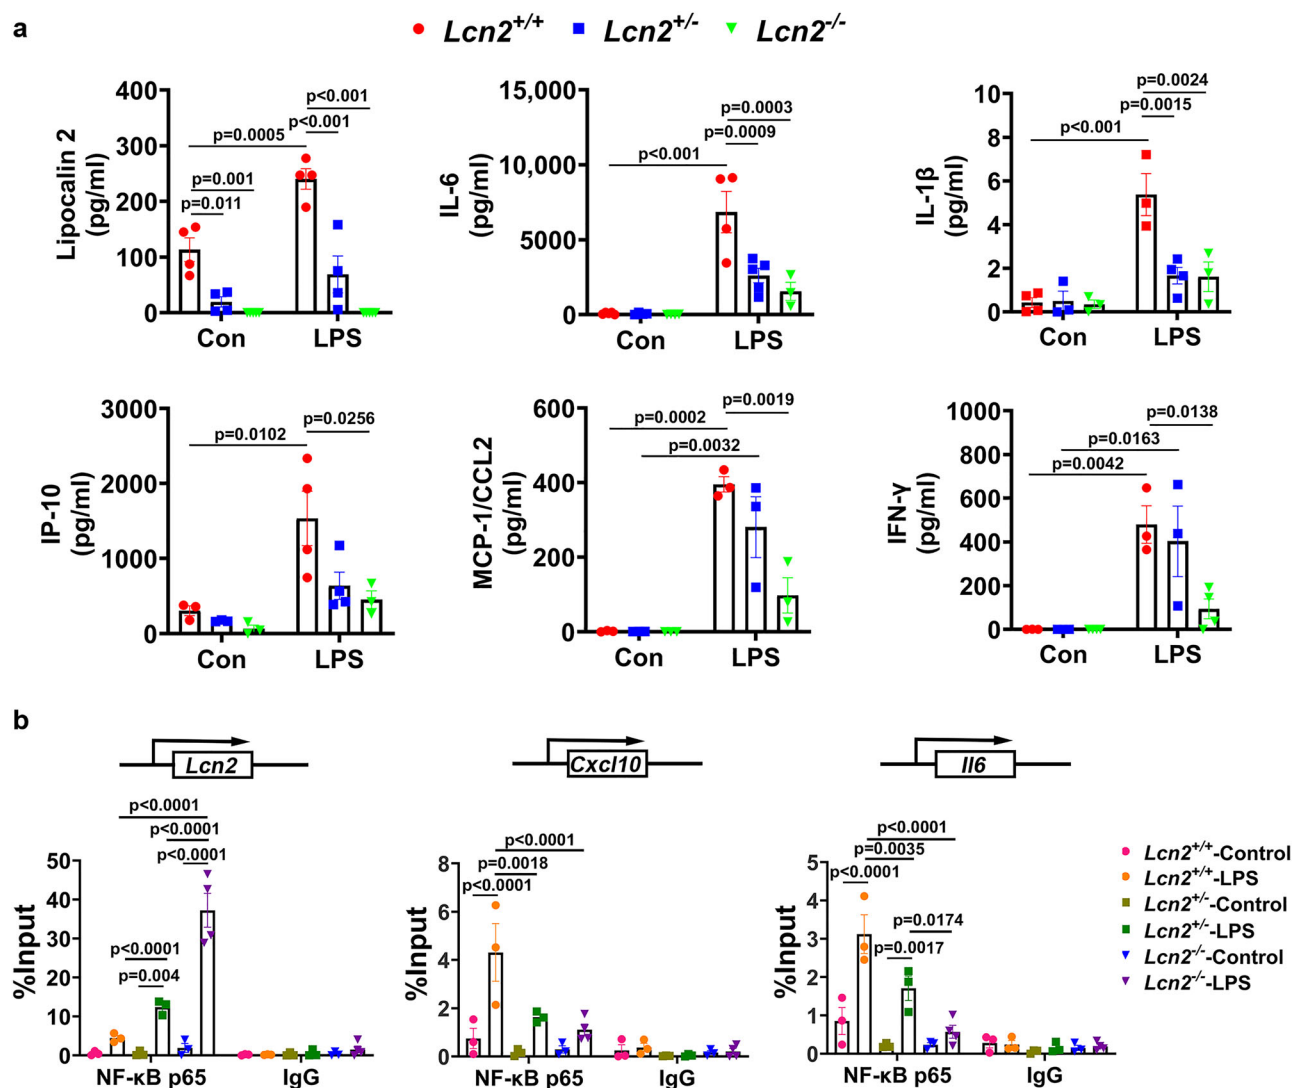 a
Lcn2+/+ Lcn2+/- Lcn2-/-
Lipocalin 2
(pg/ml)
400
300
200
100
0
p<0.001
p<0.001
p=0.0005
p=0.001
p=0.011
Con LPS
IL-6
(pg/ml)
15,000
10,000
5000
0
p=0.0003
p=0.0009
p<0.001
Con LPS
IL-1β
(pg/ml)
10
8
6
4
2
0
p=0.0024
p=0.0015
p<0.001
Con LPS
IP-10
(pg/ml)
3000
2000
1000
0
p=0.0256
p=0.0102
Con LPS
MCP-1/CCL2
(pg/ml)
600
400
200
0
p=0.0019
p=0.0002
p=0.0032
Con LPS
IFN-γ
(pg/ml)
1000
800
600
400
200
0
p=0.0138
p=0.0163
p=0.0042
Con LPS
b
Lcn2
%Input
50
40
30
20
10
0
p<0.0001
p<0.0001
p<0.0001
p<0.0001
p=0.004
NF-κB p65 IgG
Cxcl10
%Input
8
6
4
2
0
p<0.0001
p=0.0018
p<0.0001
NF-κB p65 IgG
Il6
%Input
5
4
3
2
1
0
p<0.0001
p=0.0035
p<0.0001
p=0.0174
p=0.0017
NF-κB p65 IgG
Lcn2+/+-Control
Lcn2+/+-LPS
Lcn2+/--Control
Lcn2+/--LPS
Lcn2-/--Control
Lcn2-/--LPS